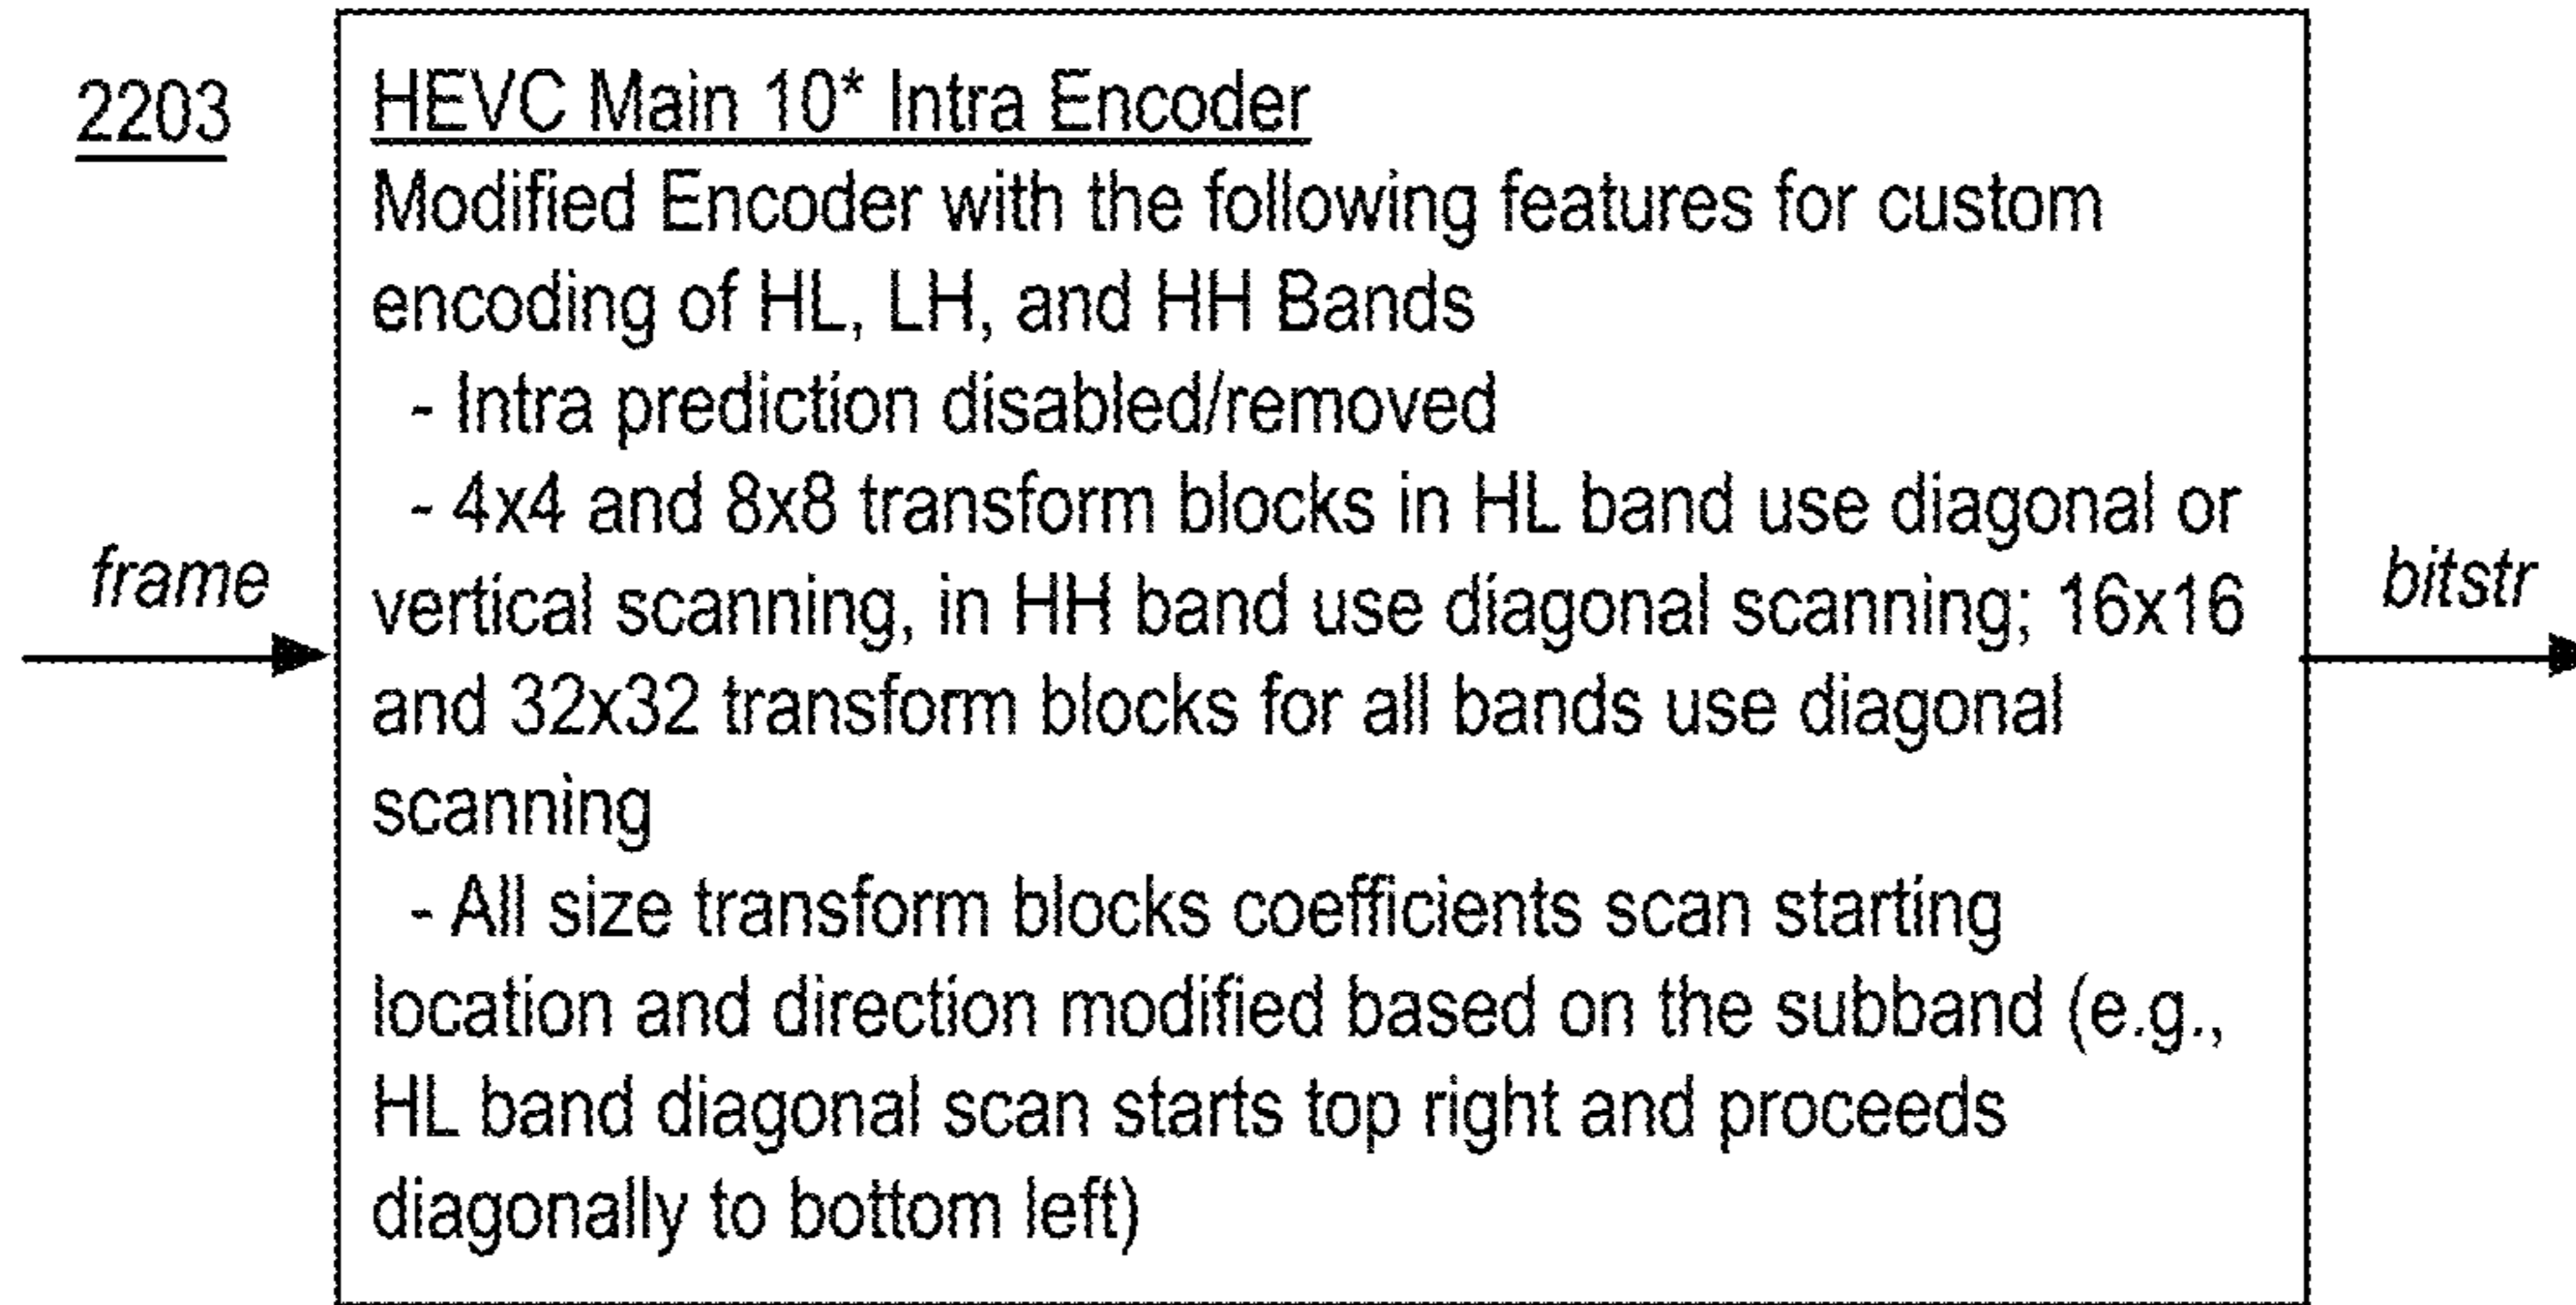 2203
HEVC Main 10* Intra Encoder
Modified Encoder with the following features for custom
encoding of HL, LH, and HH Bands
- Intra prediction disabled/removed
- 4x4 and 8x8 transform blocks in HL band use diagonal or
vertical scanning, in HH band use diagonal scanning; 16x16
and 32x32 transform blocks for all bands use diagonal
scanning
- All size transform blocks coefficients scan starting
location and direction modified based on the subband (e.g.,
HL band diagonal scan starts top right and proceeds
diagonally to bottom left)
frame
bitstr